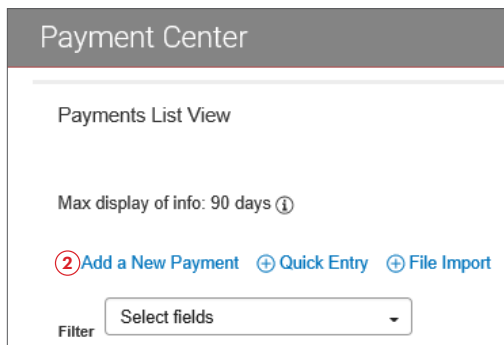 Payment Center
Payments List View
Max display of info: 90 days
2 Add a New Payment Quick Entry File Import
Filter Select fields